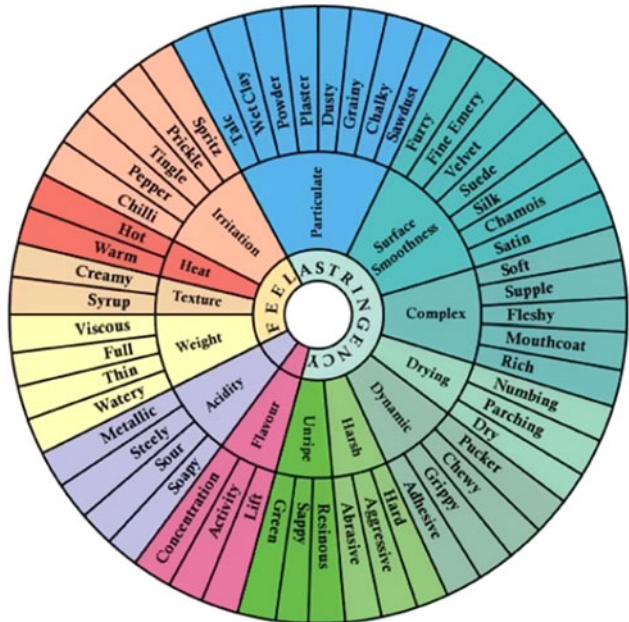 FEEL
ASTRINGENCY
Particulate
Surface
Smoothness
Complex
Drying
Dynamic
Harsh
Unripe
Flavour
Acidity
Weight
Texture
Heat
Irritation
Talc
Wet Clay
Powder
Plaster
Dusty
Grainy
Chalky
Sawdust
Furry
Fine Emery
Velvet
Suede
Silk
Chamois
Satin
Soft
Supple
Fleshy
Mouthcoat
Rich
Numbing
Parching
Dry
Pucker
Chewy
Grippy
Adhesive
Hard
Aggressive
Abrasive
Resinous
Sappy
Green
Lift
Activity
Concentration
Soapy
Sour
Steely
Metallic
Watery
Thin
Full
Viscous
Syrup
Creamy
Warm
Hot
Chilli
Pepper
Tingle
Prickle
Spritz